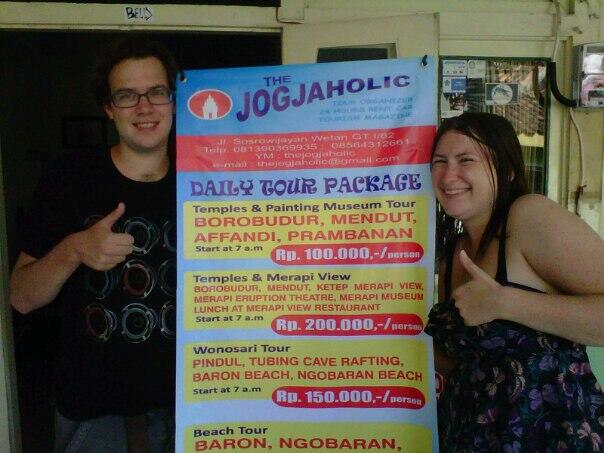 BELL
THE
JOGJAHOLIC
TOUR ORGANIZER
24 HOURS RENT CAR
TOURISM MAGAZINE
Jl. Sosrowijayan Wetan GT I/62
Telp. 081390369935 , 08564312661
YM : thejogjaholic
e-mail : thejogjaholic@gmail.com
DAILY TOUR PACKAGE
Temples & Painting Museum Tour
BOROBUDUR, MENDUT,
AFFANDI, PRAMBANAN
Start at 7 a.m
Rp. 100.000,-/person
Temples & Merapi View
BOROBUDUR, MENDUT, KETEP MERAPI VIEW,
MERAPI ERUPTION THEATRE, MERAPI MUSEUM
LUNCH AT MERAPI VIEW RESTAURANT
Start at 7 a.m
Rp. 200.000,-/person
Wonosari Tour
PINDUL, TUBING CAVE RAFTING,
BARON BEACH, NGOBARAN BEACH
Start at 7 a.m
Rp. 150.000,-/person
Beach Tour
BARON, NGOBARAN,